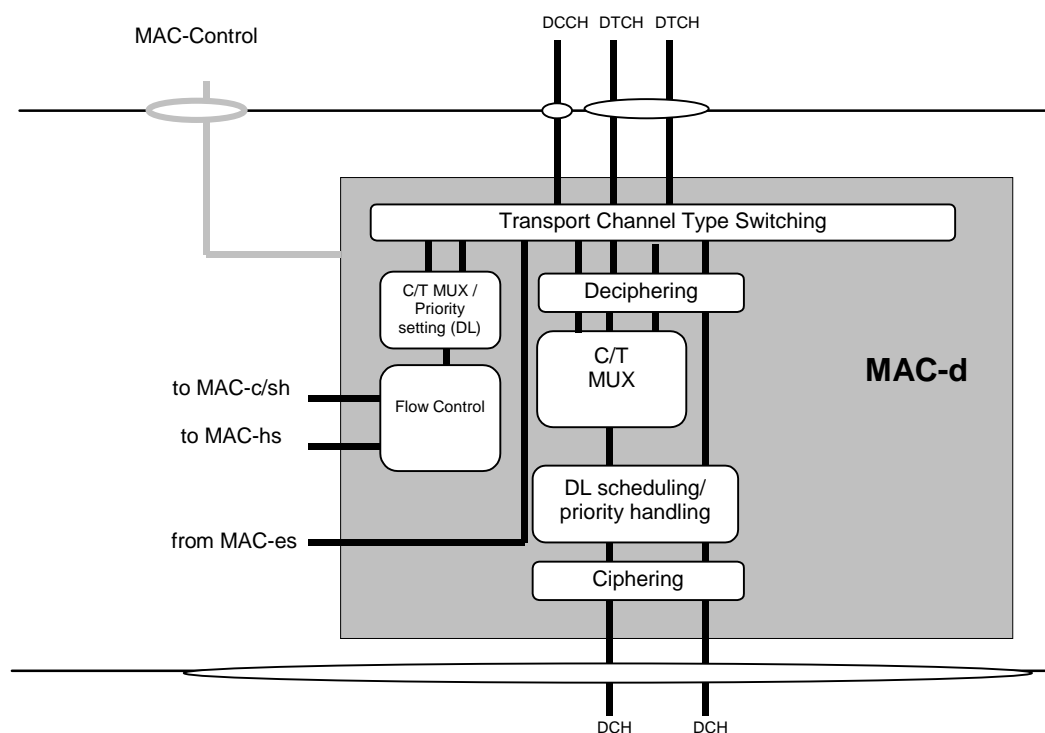 DCCH DTCH DTCH
MAC-Control
Transport Channel Type Switching
C/T MUX /
Priority
setting (DL)
Deciphering
C/T
MUX
MAC-d
to MAC-c/sh
Flow Control
to MAC-hs
DL scheduling/
priority handling
from MAC-es
Ciphering
DCH DCH